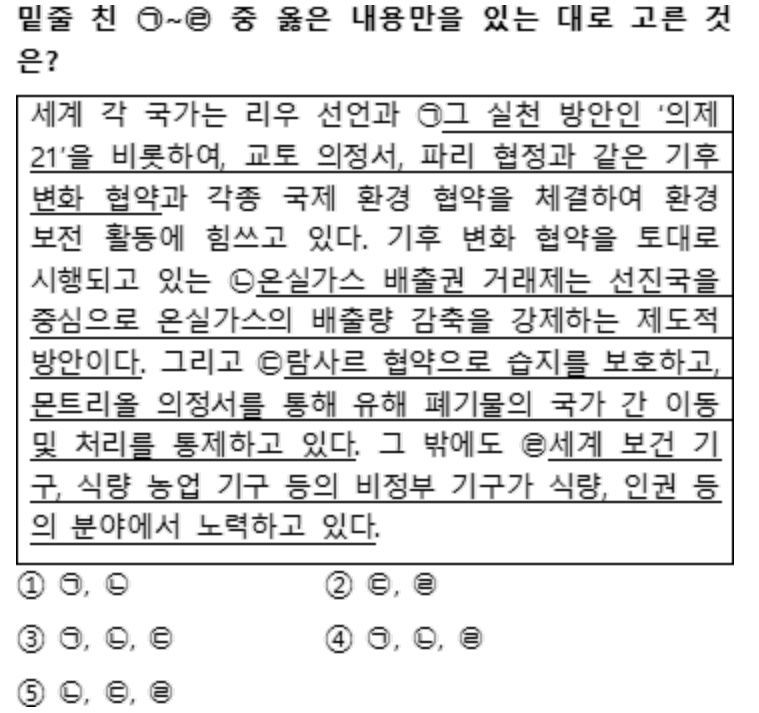 밑줄 친 ㉠~㉣ 중 옳은 내용만을 있는 대로 고른 것
은?
세계 각 국가는 리우 선언과 ㉠그 실천 방안인 '의제
21'을 비롯하여, 교토 의정서, 파리 협정과 같은 기후
변화 협약과 각종 국제 환경 협약을 체결하여 환경
보전 활동에 힘쓰고 있다. 기후 변화 협약을 토대로
시행되고 있는 ㉡온실가스 배출권 거래제는 선진국을
중심으로 온실가스의 배출량 감축을 강제하는 제도적
방안이다. 그리고 ㉢람사르 협약으로 습지를 보호하고,
몬트리올 의정서를 통해 유해 폐기물의 국가 간 이동
및 처리를 통제하고 있다. 그 밖에도 ㉣세계 보건 기
구, 식량 농업 기구 등의 비정부 기구가 식량, 인권 등
의 분야에서 노력하고 있다.
① ㉠, ㉡ ② ㉢, ㉣
③ ㉠, ㉡, ㉢ ④ ㉠, ㉡, ㉣
⑤ ㉡, ㉢, ㉣